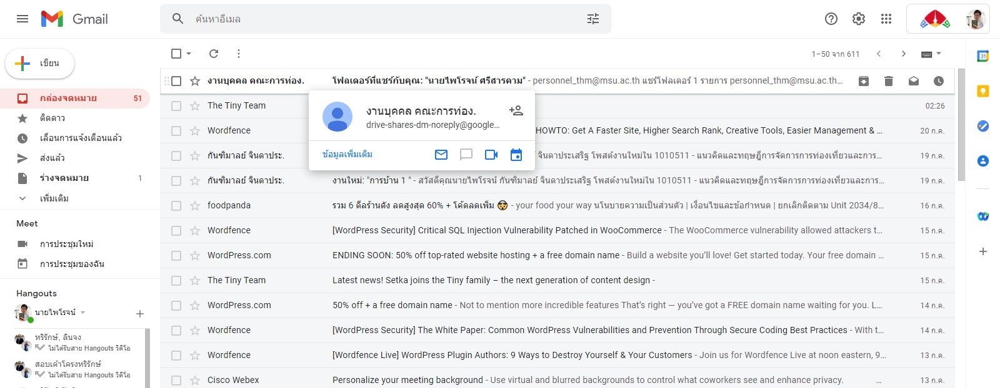 Gmail
ค้นหาอีเมล
เขียน
1–50 จาก 611
กล่องจดหมาย 51
ติดดาว
เลื่อนการแจ้งเตือนแล้ว
ส่งแล้ว
ร่างจดหมาย 1
เพิ่มเติม
Meet
การประชุมใหม่
การประชุมของฉัน
Hangouts
นายไพโรจน์
หริรักษ์, ลินจง
ไม่ได้รับสาย Hangouts วิดีโอ
สอบเค้าโครงหริรักษ์
ไม่ได้รับสาย Hangouts วิดีโอ
งานบุคคล คณะการท่อง. โฟลเดอร์ที่แชร์กับคุณ: "นายไพโรจน์ ศรีสารคาม" - personnel_thm@msu.ac.th แชร์โฟลเดอร์ 1 รายการ personnel_thm@msu.ac.th...
The Tiny Team 02:26
งานบุคคล คณะการท่อง.
drive-shares-dm-noreply@google...
ข้อมูลเพิ่มเติม
Wordfence HOWTO: Get A Faster Site, Higher Search Rank, Creative Tools, Easier Management & ... 20 ก.ค.
กันฑิมาลย์ จินดาประ. จินดาประเสริฐ โพสต์งานใหม่ใน 1010511 - แนวคิดและทฤษฎีการจัดการการท่องเที่ยวและการ... 19 ก.ค.
กันฑิมาลย์ จินดาประ. งานใหม่: "การบ้าน 1 " - สวัสดีคุณนายไพโรจน์ กันฑิมาลย์ จินดาประเสริฐ โพสต์งานใหม่ใน 1010511 - แนวคิดและทฤษฎีการจัดการการท่องเที่ยวและการ... 19 ก.ค.
foodpanda รวม 6 ดีลร้านดัง ลดสูงสุด 60% + โค้ดลดเพิ่ม 🤯 - your food your way นโนบายความเป็นส่วนตัว | เงื่อนไขและข้อกำหนด | ยกเลิกติดตาม Unit 2034/8... 16 ก.ค.
Wordfence [WordPress Security] Critical SQL Injection Vulnerability Patched in WooCommerce - The WooCommerce vulnerability allowed attackers t... 15 ก.ค.
WordPress.com ENDING SOON: 50% off top-rated website hosting + a free domain name - Build a website you’ll love! Get started today. Your free domain ... 15 ก.ค.
The Tiny Team Latest news! Setka joins the Tiny family – the next generation of content design - 15 ก.ค.
WordPress.com 50% off + a free domain name - Not to mention more incredible features That’s right — you’ve got a FREE domain name waiting for you. L... 14 ก.ค.
Wordfence [WordPress Security] The White Paper: Common WordPress Vulnerabilities and Prevention Through Secure Coding Best Practices - With t... 14 ก.ค.
Wordfence [Wordfence Live] WordPress Plugin Authors: 9 Ways to Destroy Yourself & Your Customers - Join us for Wordfence Live at noon eastern, 9... 13 ก.ค.
Cisco Webex Personalize your meeting background - Use virtual and blurred backgrounds to control what coworkers see and enhance privacy. ... 13 ก.ค.
31